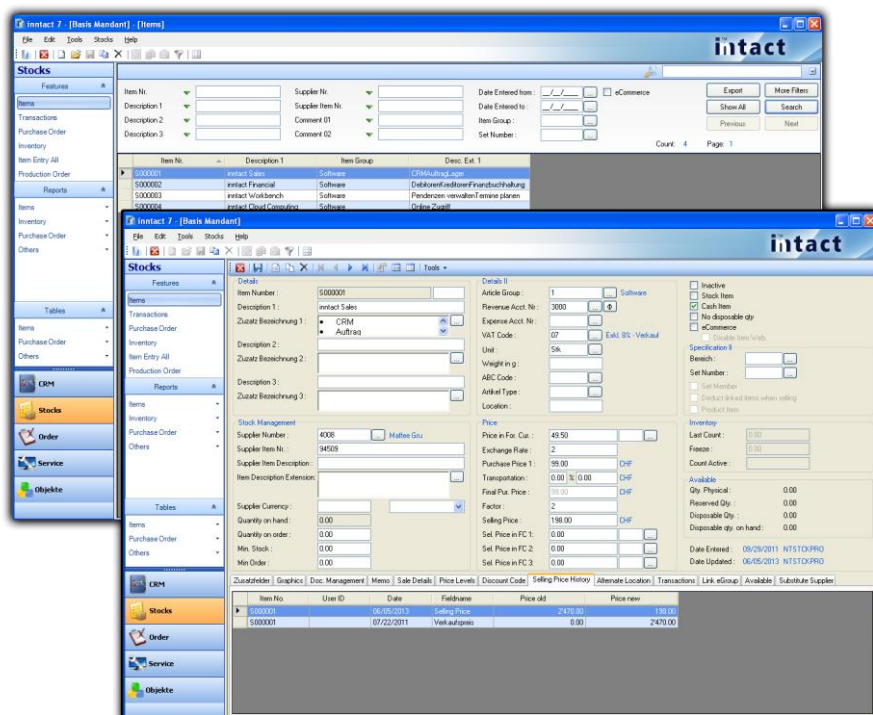 inntact 7 - [Basis Mandant] - [Items]
File Edit Tools Stocks Help
intact
Stocks
Features
Items
Transactions
Purchase Order
Inventory
Item Entry All
Production Order
Reports
Items
Inventory
Purchase Order
Others
Tables
Items
Purchase Order
Others
CRM
Stocks
Order
Service
Objekte
Item Nr. Supplier Nr. Date Entered from : __/__/____ ... eCommerce Export More Filters
Description 1 Supplier Item Nr. Date Entered to : __/__/____ ... Show All Search
Description 2 Comment 01 Item Group : ... Previous Next
Description 3 Comment 02 Set Number : ...
Count: 4 Page: 1
Item Nr. Description 1 Item Group Desc. Ext. 1
S000001 inntact Sales Software CRMAuftragLager
S000002 inntact Financial Software DebitorenKreditorenFinanzbuchhaltung
S000003 inntact Workbench Software Pendenzen verwaltenTermine planen
S000004 inntact Cloud Computing Software Online Zugriff
inntact 7 - [Basis Mandant]
File Edit Tools Stocks Help
intact
Stocks
Features
Items
Transactions
Purchase Order
Inventory
Item Entry All
Production Order
Reports
Items
Inventory
Purchase Order
Others
Tables
Items
Purchase Order
Others
CRM
Stocks
Order
Service
Objekte
Tools
Details
Item Number : S000001
Description 1 : inntact Sales
Zusatz Bezeichnung 1 : • CRM
• Auftrag
Description 2 :
Zusatz Bezeichnung 2 :
Description 3 :
Zusatz Bezeichnung 3 :
Details II
Article Group : 1 ... Software
Revenue Acct. Nr : 3000 ...
Expense Acct. Nr : ...
VAT Code : 07 ... Exkl. 8% - Verkauf
Unit : Stk ...
Weight in g :
ABC Code : ...
Artikel Type : ...
Location :
Inactive
Stock Item
Cash Item
No disposable qty
eCommerce
Disable Item Web
Specification II
Bereich : ...
Set Number : ...
Set Member
Deduct linked items when selling
Product Item
Stock Management
Supplier Number : 4008 ... Maffee Gru
Supplier Item Nr. : 94509
Supplier Item Description :
Item Description Extension:
Supplier Currency :
Quantity on hand : 0.00
Quantity on order : 0.00
Min. Stock : 0.00
Min Order : 0.00
Price
Price in For. Cur. : 49.50 ...
Exchange Rate : 2
Purchase Price 1 : 99.00 CHF
Transportation : 0.00 % 0.00 CHF
Final Pur. Price : 99.00 CHF
Factor : 2
Selling Price : 198.00 CHF
Sel. Price in FC 1: 0.00 ...
Sel. Price in FC 2: 0.00 ...
Sel. Price in FC 3: 0.00 ...
Inventory
Last Count : 0.00
Freeze : 0.00
Count Active :
Available
Qty. Physical : 0.00
Reserved Qty. : 0.00
Disposable Qty. : 0.00
Disposable qty. on hand : 0.00
Date Entered : 09/29/2011 NTSTCKPRO
Date Updated : 06/05/2013 NTSTCKPRO
Zusatzfelder Graphics Doc. Management Memo Sale Details Price Levels Discount Code Selling Price History Alternate Location Transactions Link eGroup Available Substitute Supplier
Item No. User ID Date Fieldname Price old Price new
S000001 06/05/2013 Selling Price 2'470.00 198.00
S000001 07/22/2011 Verkaufspreis 0.00 2'470.00